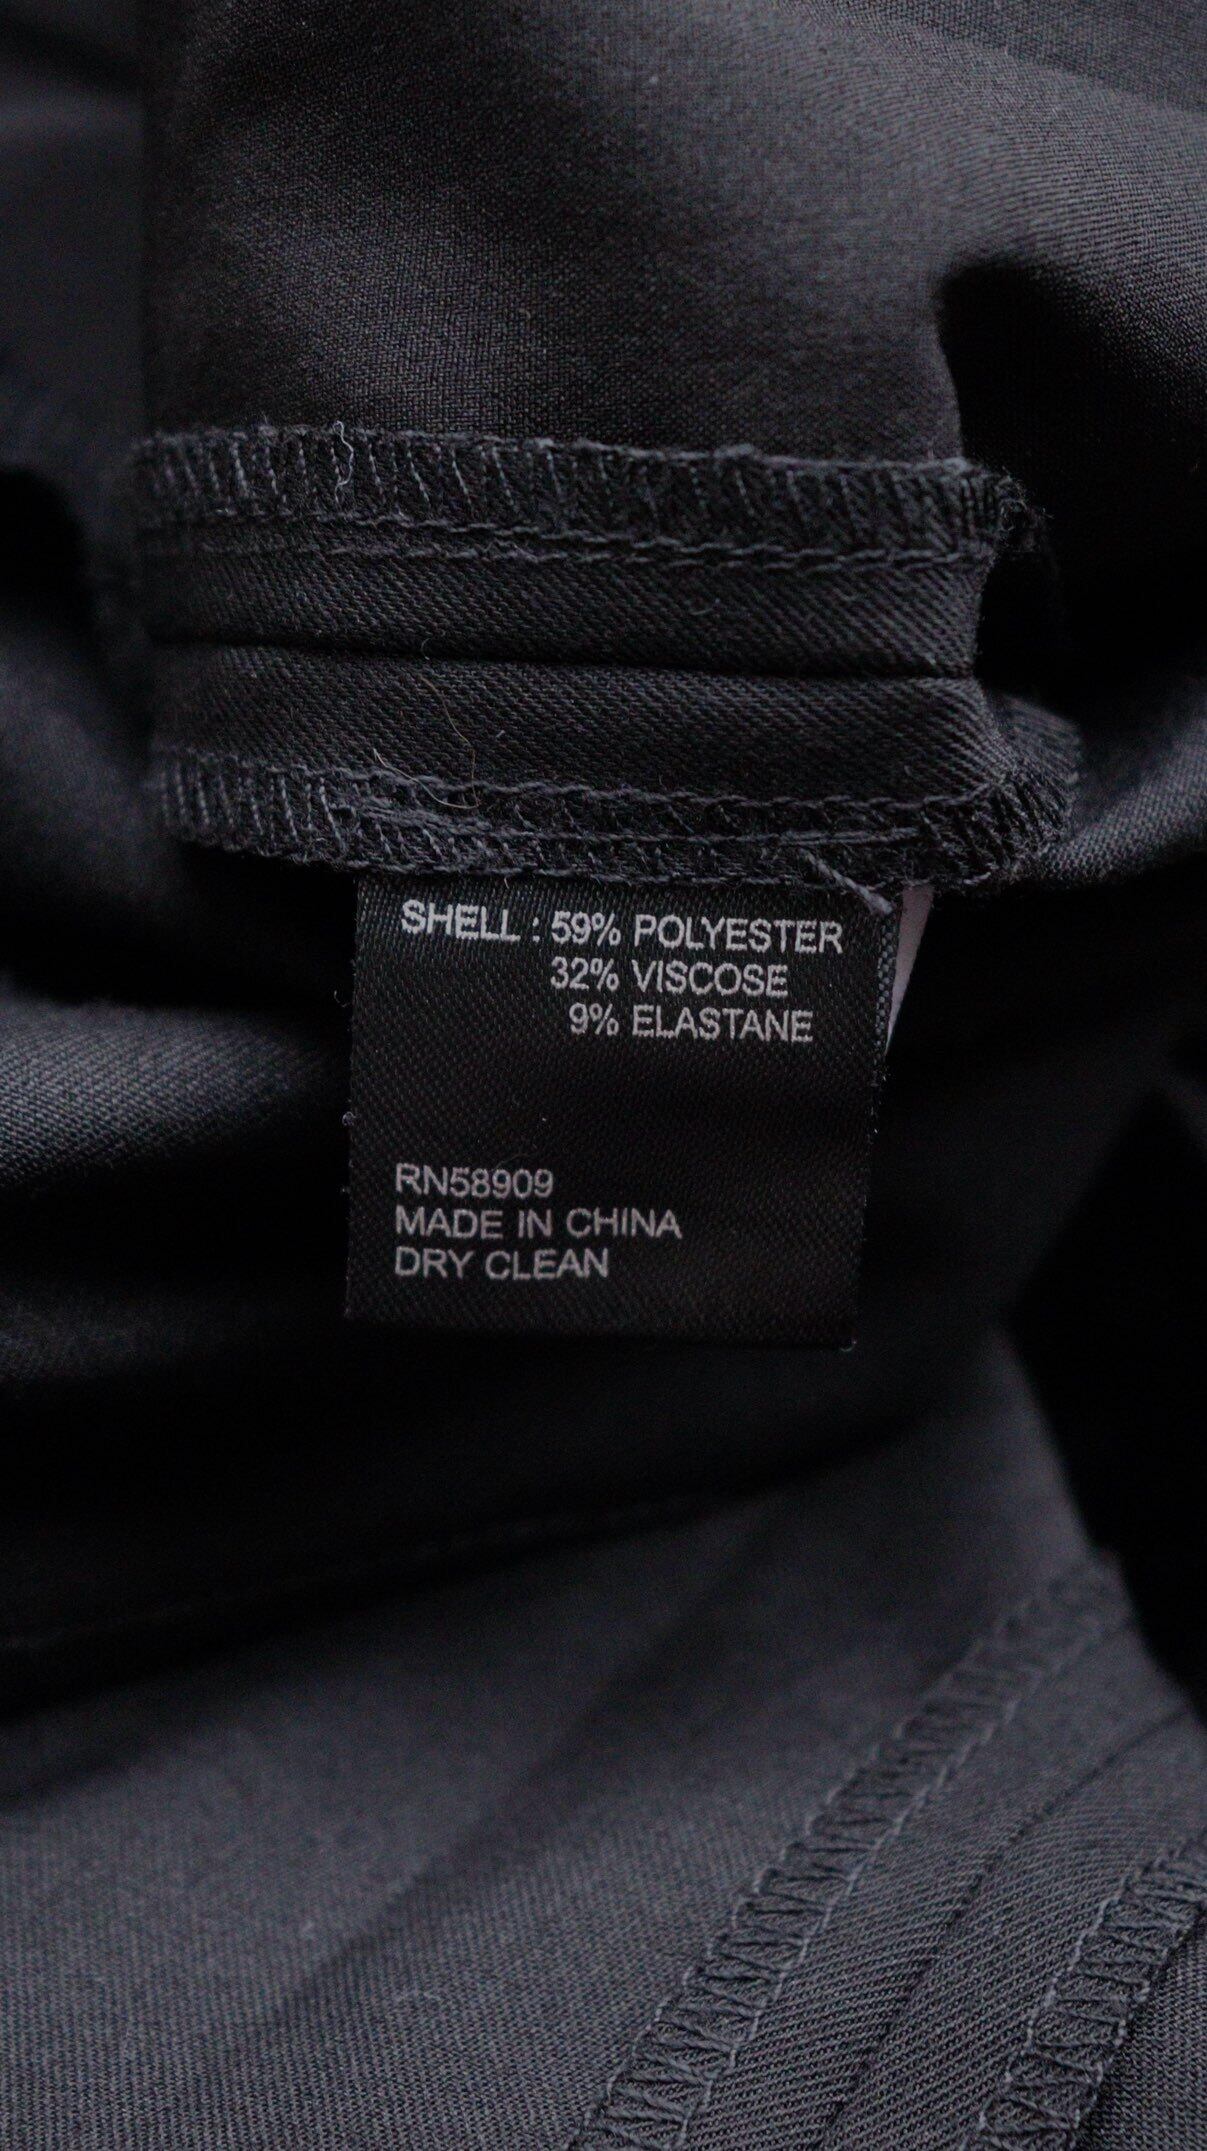 SHELL : 59% POLYESTER
32% VISCOSE
9% ELASTANE
RN58909
MADE IN CHINA
DRY CLEAN